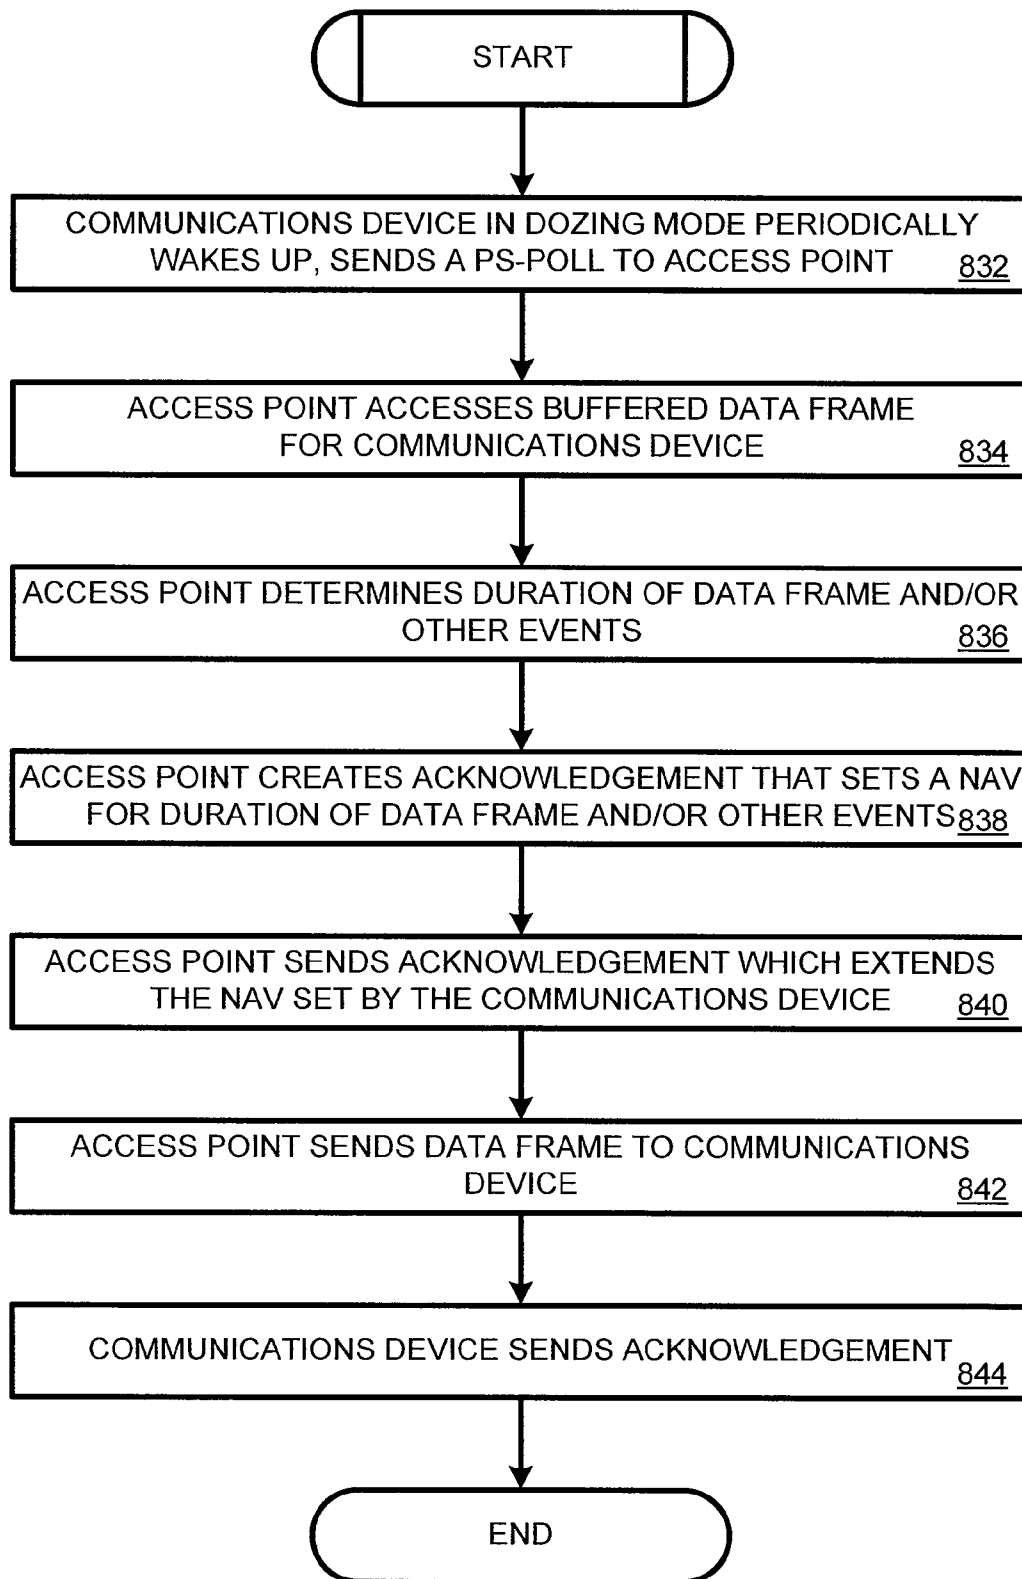 START
COMMUNICATIONS DEVICE IN DOZING MODE PERIODICALLY
WAKES UP, SENDS A PS-POLL TO ACCESS POINT 832
ACCESS POINT ACCESSES BUFFERED DATA FRAME
FOR COMMUNICATIONS DEVICE 834
ACCESS POINT DETERMINES DURATION OF DATA FRAME AND/OR
OTHER EVENTS 836
ACCESS POINT CREATES ACKNOWLEDGEMENT THAT SETS A NAV
FOR DURATION OF DATA FRAME AND/OR OTHER EVENTS 838
ACCESS POINT SENDS ACKNOWLEDGEMENT WHICH EXTENDS
THE NAV SET BY THE COMMUNICATIONS DEVICE 840
ACCESS POINT SENDS DATA FRAME TO COMMUNICATIONS
DEVICE 842
COMMUNICATIONS DEVICE SENDS ACKNOWLEDGEMENT 844
END